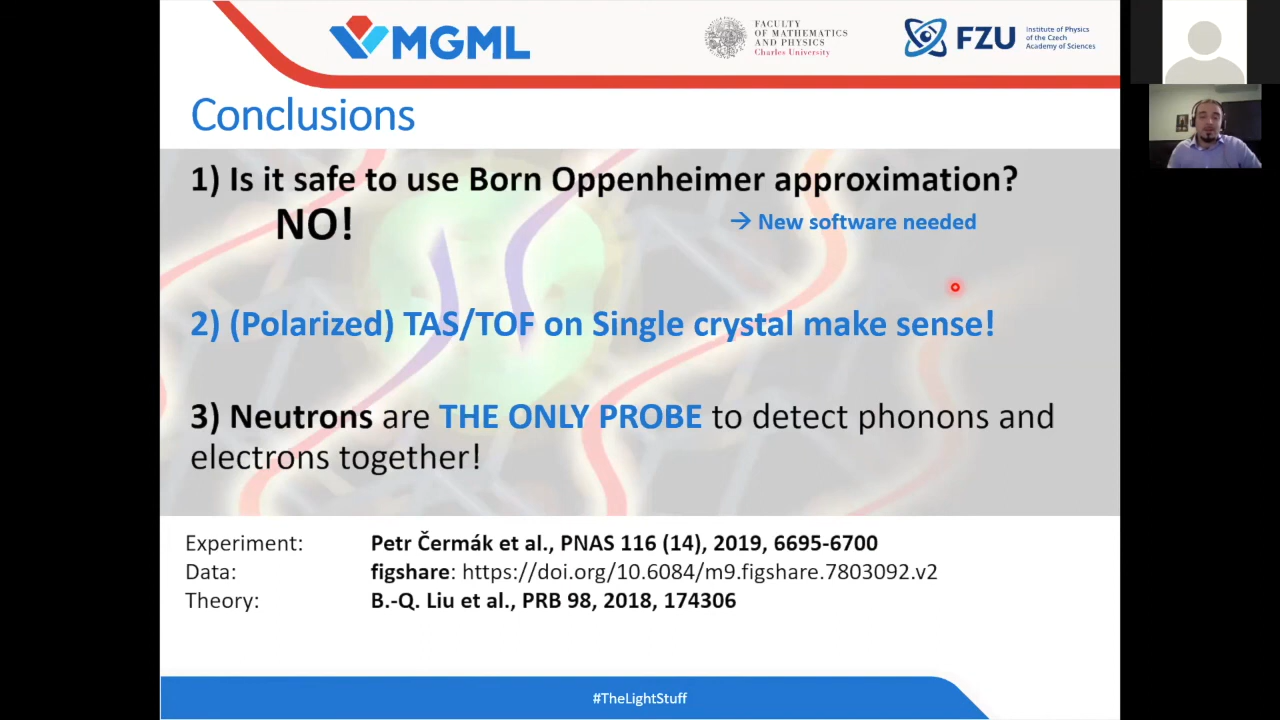 MGML
FACULTY
OF MATHEMATICS
AND PHYSICS
Charles University
FZU
Institute of Physics
of the Czech
Academy of Sciences
Conclusions
1) Is it safe to use Born Oppenheimer approximation?
NO!
→ New software needed
2) (Polarized) TAS/TOF on Single crystal make sense!
3) Neutrons are THE ONLY PROBE to detect phonons and
electrons together!
Experiment: Petr Čermák et al., PNAS 116 (14), 2019, 6695-6700
Data: figshare: https://doi.org/10.6084/m9.figshare.7803092.v2
Theory: B.-Q. Liu et al., PRB 98, 2018, 174306
#TheLightStuff